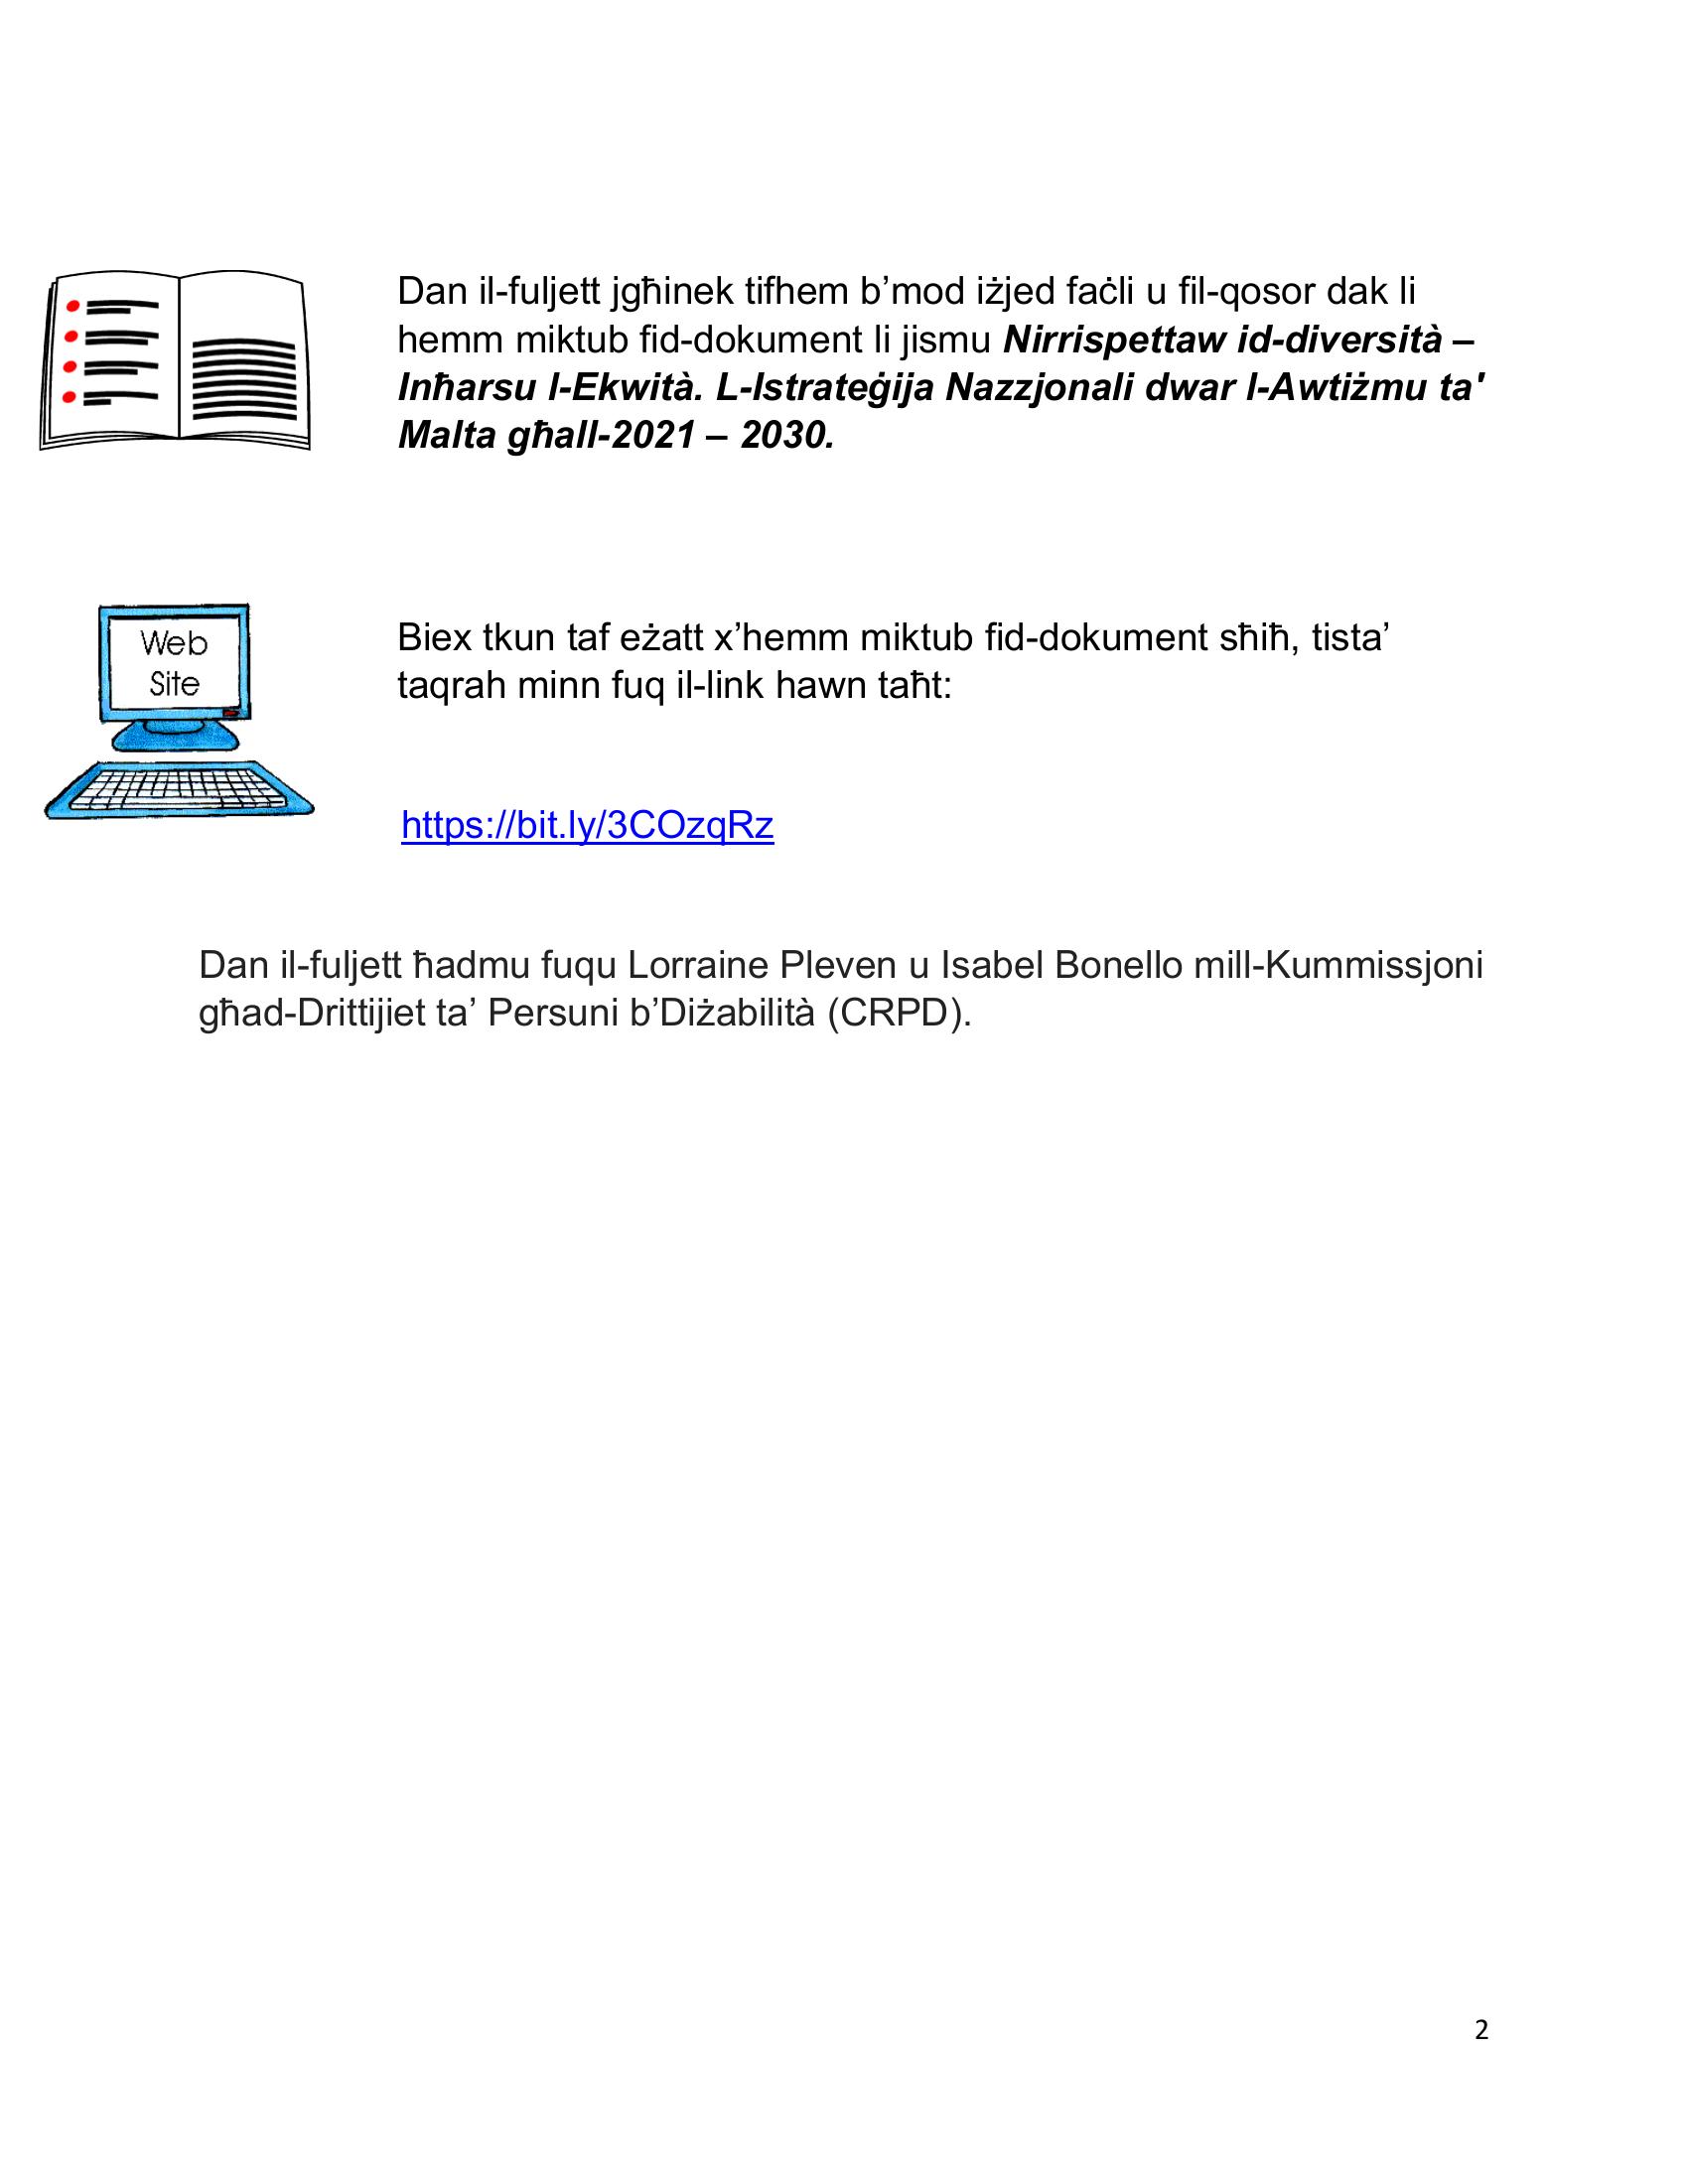 Dan il-fuljett jgħinek tifhem b’mod iżjed faċli u fil-qosor dak li
hemm miktub fid-dokument li jismu Nirrispettaw id-diversità –
Inħarsu l-Ekwità. L-Istrateġija Nazzjonali dwar l-Awtiżmu ta'
Malta għall-2021 – 2030.
Web
Site
Biex tkun taf eżatt x’hemm miktub fid-dokument sħiħ, tista’
taqrah minn fuq il-link hawn taħt:
https://bit.ly/3COzqRz
Dan il-fuljett ħadmu fuqu Lorraine Pleven u Isabel Bonello mill-Kummissjoni
għad-Drittijiet ta’ Persuni b’Diżabilità (CRPD).
2